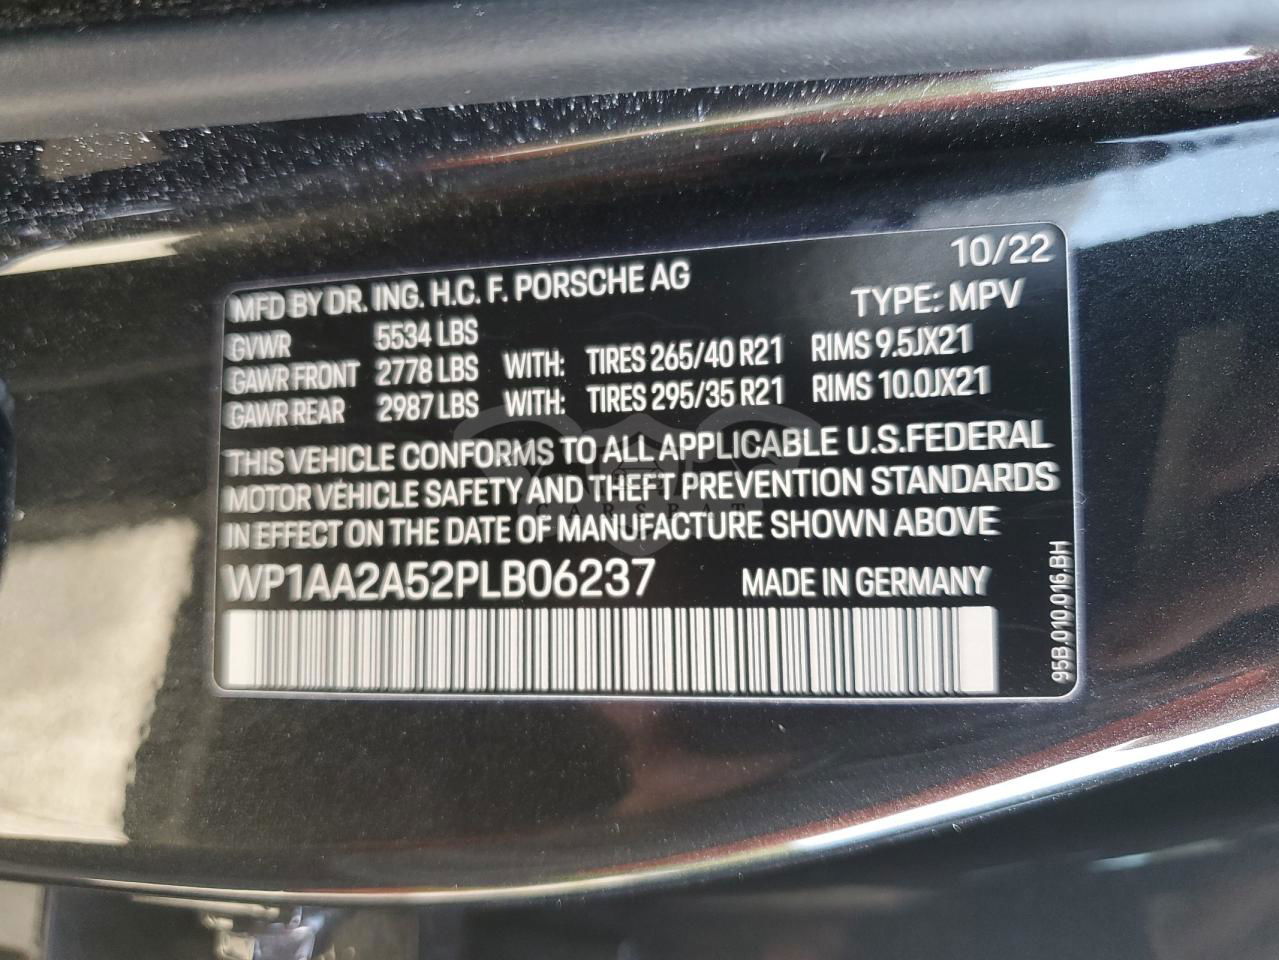 10/22
MFD BY DR. ING. H.C. F. PORSCHE AG
TYPE: MPV
GVWR 5534 LBS
GAWR FRONT 2778 LBS WITH: TIRES 265/40 R21 RIMS 9.5JX21
GAWR REAR 2987 LBS WITH: TIRES 295/35 R21 RIMS 10.0JX21
THIS VEHICLE CONFORMS TO ALL APPLICABLE U.S.FEDERAL
MOTOR VEHICLE SAFETY AND THEFT PREVENTION STANDARDS
IN EFFECT ON THE DATE OF MANUFACTURE SHOWN ABOVE
WP1AA2A52PLB06237 MADE IN GERMANY
95B.010.016.BH